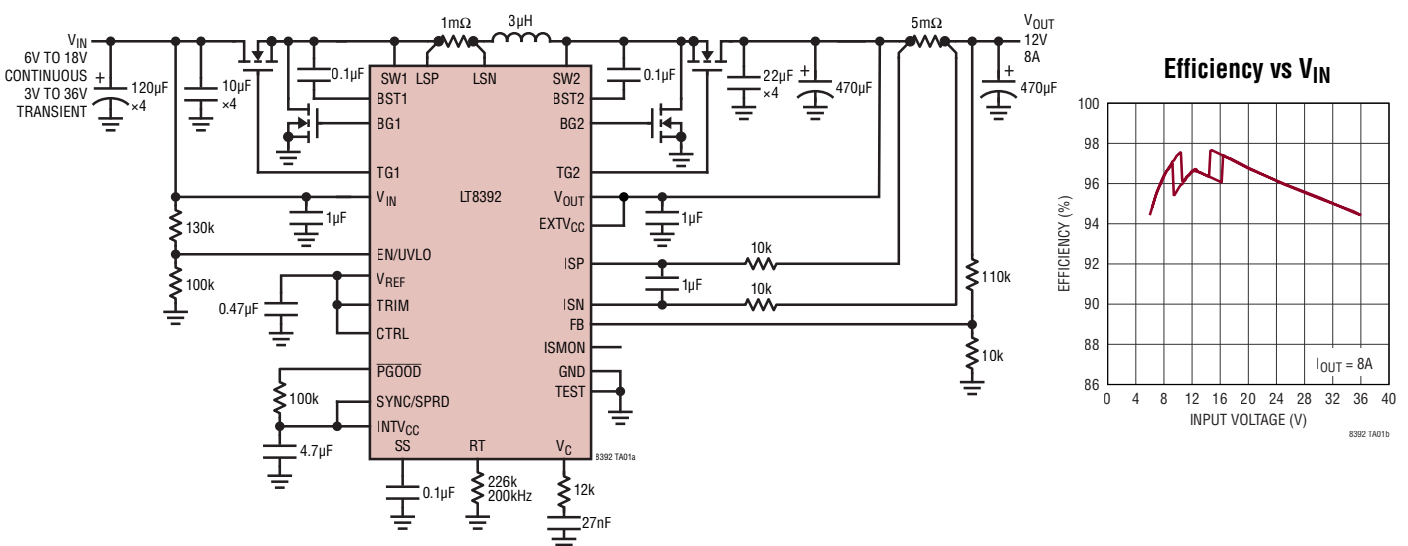 1mΩ
3μH
5mΩ
VIN
6V TO 18V
CONTINUOUS
3V TO 36V
TRANSIENT
+
120μF
×4
10μF
×4
0.1μF
SW1 LSP LSN SW2
0.1μF
22μF
×4
+
470μF
VOUT
12V
8A
+
470μF
BST1
BST2
BG1
BG2
TG1
TG2
VIN
LT8392
VOUT
1μF
1μF
EXTVCC
130k
EN/UVLO
10k
ISP
100k
VREF
1μF
110k
0.47μF
TRIM
10k
ISN
CTRL
FB
ISMON
10k
PGOOD
GND
100k
TEST
SYNC/SPRD
INTVCC
4.7μF
SS RT VC
8392 TA01a
0.1μF
226k
200kHz
12k
27nF
Efficiency vs VIN
EFFICIENCY (%)
100
98
96
94
92
90
88
86
IOUT = 8A
0 4 8 12 16 20 24 28 32 36 40
INPUT VOLTAGE (V)
8392 TA01b